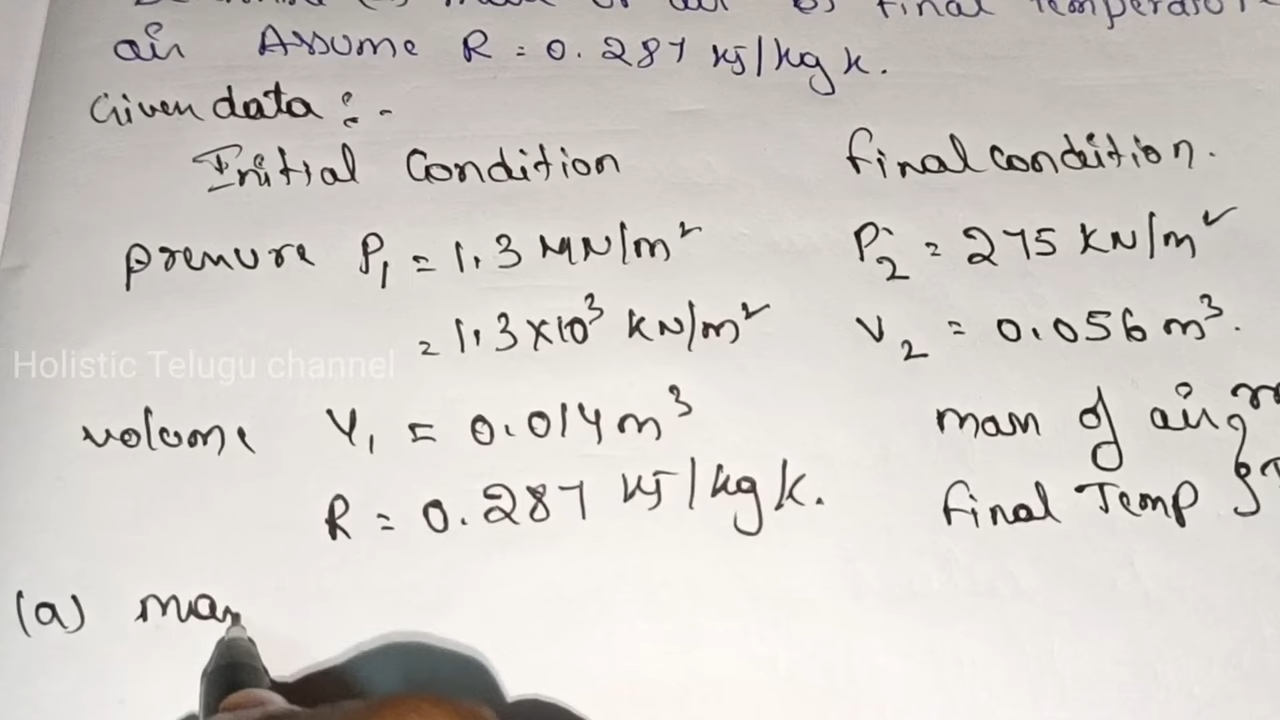 air Assume R = 0.287 kJ/kg k.
Given data :-
Initial Condition
final condition.
pressure P₁ = 1.3 MN/m²
= 1.3×10³ KN/m²
P₂ = 275 KN/m²
V₂ = 0.056 m³.
Holistic Telugu channel
volume V₁ = 0.014 m³
R = 0.287 kJ/kg k.
mass of air
final Temp
(a) mas